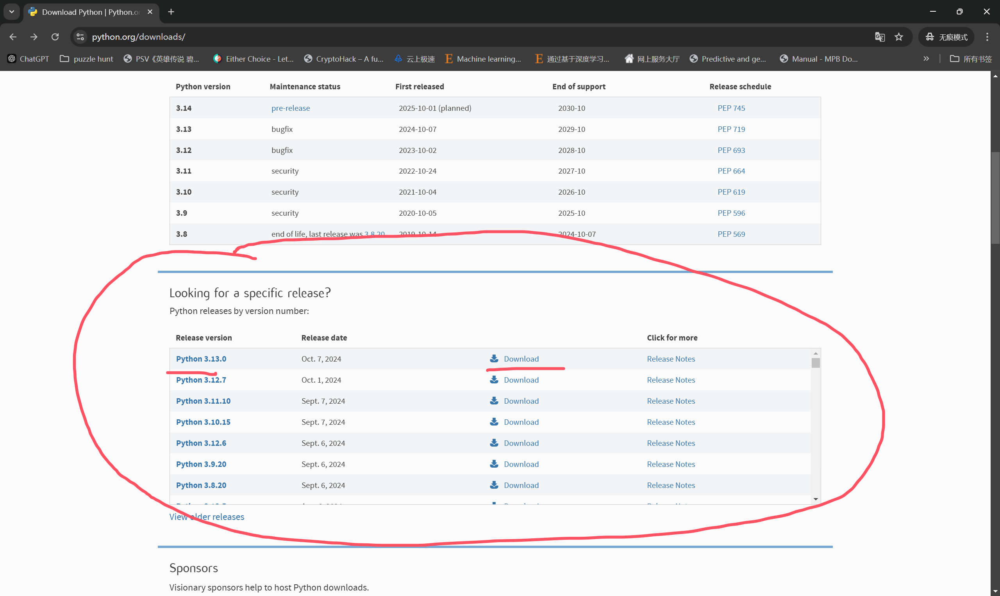 Download Python | Python.or
python.org/downloads/
无痕模式
ChatGPT puzzle hunt PSV《英雄传说 碧... Either Choice - Let... CryptoHack – A fu... 云上极速 Machine learning... 通过基于深度学习... 网上服务大厅 Predictive and ge... Manual - MPB Do... » 所有书签
Python version Maintenance status First released End of support Release schedule
3.14 pre-release 2025-10-01 (planned) 2030-10 PEP 745
3.13 bugfix 2024-10-07 2029-10 PEP 719
3.12 bugfix 2023-10-02 2028-10 PEP 693
3.11 security 2022-10-24 2027-10 PEP 664
3.10 security 2021-10-04 2026-10 PEP 619
3.9 security 2020-10-05 2025-10 PEP 596
3.8 end of life, last release was 3.8.20 2019-10-14 2024-10-07 PEP 569
Looking for a specific release?
Python releases by version number:
Release version Release date Click for more
Python 3.13.0 Oct. 7, 2024 Download Release Notes
Python 3.12.7 Oct. 1, 2024 Download Release Notes
Python 3.11.10 Sept. 7, 2024 Download Release Notes
Python 3.10.15 Sept. 7, 2024 Download Release Notes
Python 3.12.6 Sept. 6, 2024 Download Release Notes
Python 3.9.20 Sept. 6, 2024 Download Release Notes
Python 3.8.20 Sept. 6, 2024 Download Release Notes
View older releases
Sponsors
Visionary sponsors help to host Python downloads.